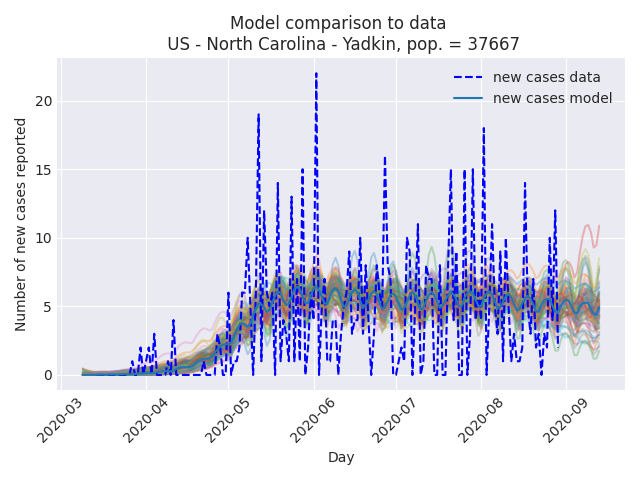 Model comparison to data
US - North Carolina - Yadkin, pop. = 37667
new cases data
new cases model
Number of new cases reported
20
15
10
5
0
2020-03
2020-04
2020-05
2020-06
2020-07
2020-08
2020-09
Day